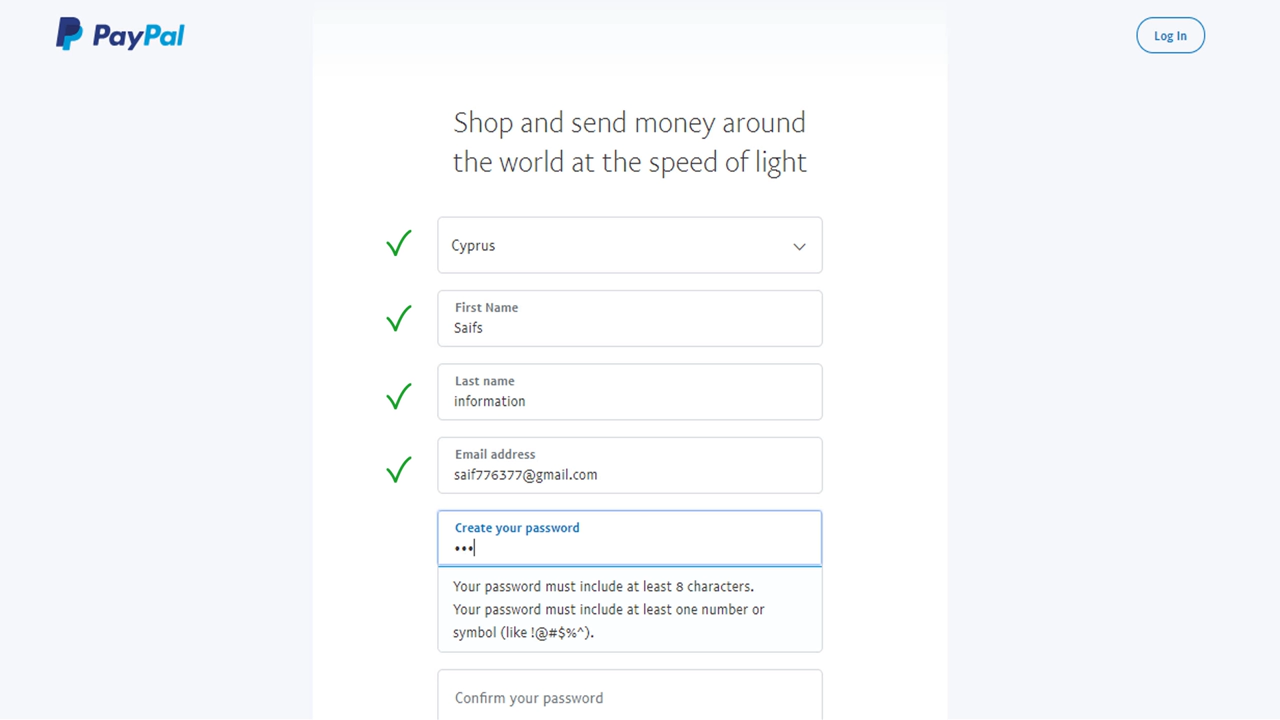 PayPal
Log In
Shop and send money around
the world at the speed of light
Cyprus
First Name
Saifs
Last name
information
Email address
saif776377@gmail.com
Create your password
•••
Your password must include at least 8 characters.
Your password must include at least one number or
symbol (like !@#$%^).
Confirm your password